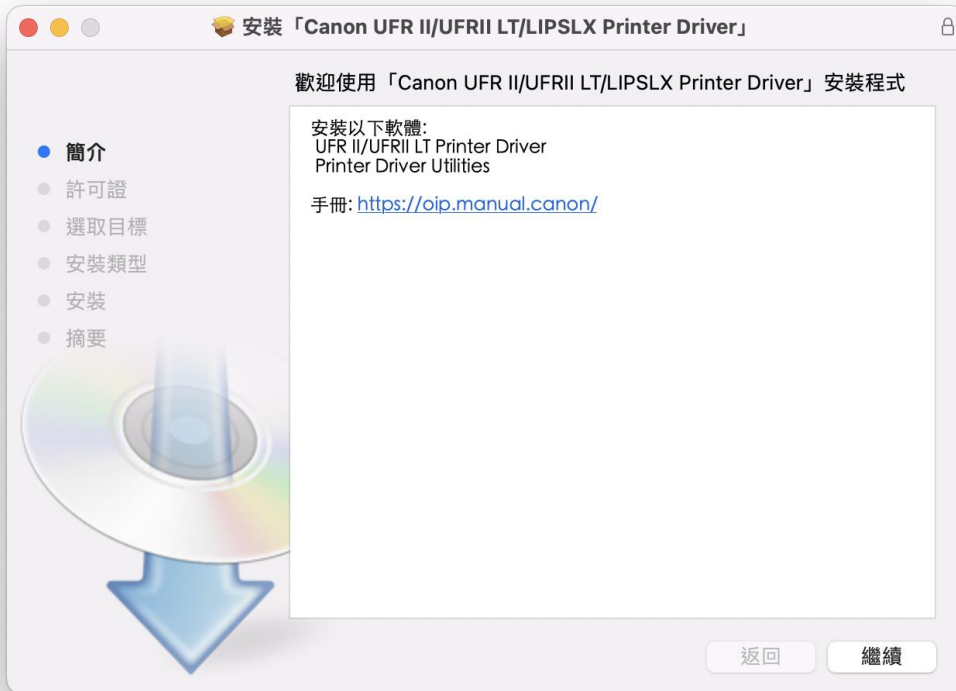 安裝「Canon UFR II/UFRII LT/LIPSLX Printer Driver」
歡迎使用「Canon UFR II/UFRII LT/LIPSLX Printer Driver」安裝程式
簡介
許可證
選取目標
安裝類型
安裝
摘要
安裝以下軟體:
UFR II/UFRII LT Printer Driver
Printer Driver Utilities
手冊: https://oip.manual.canon/
返回
繼續